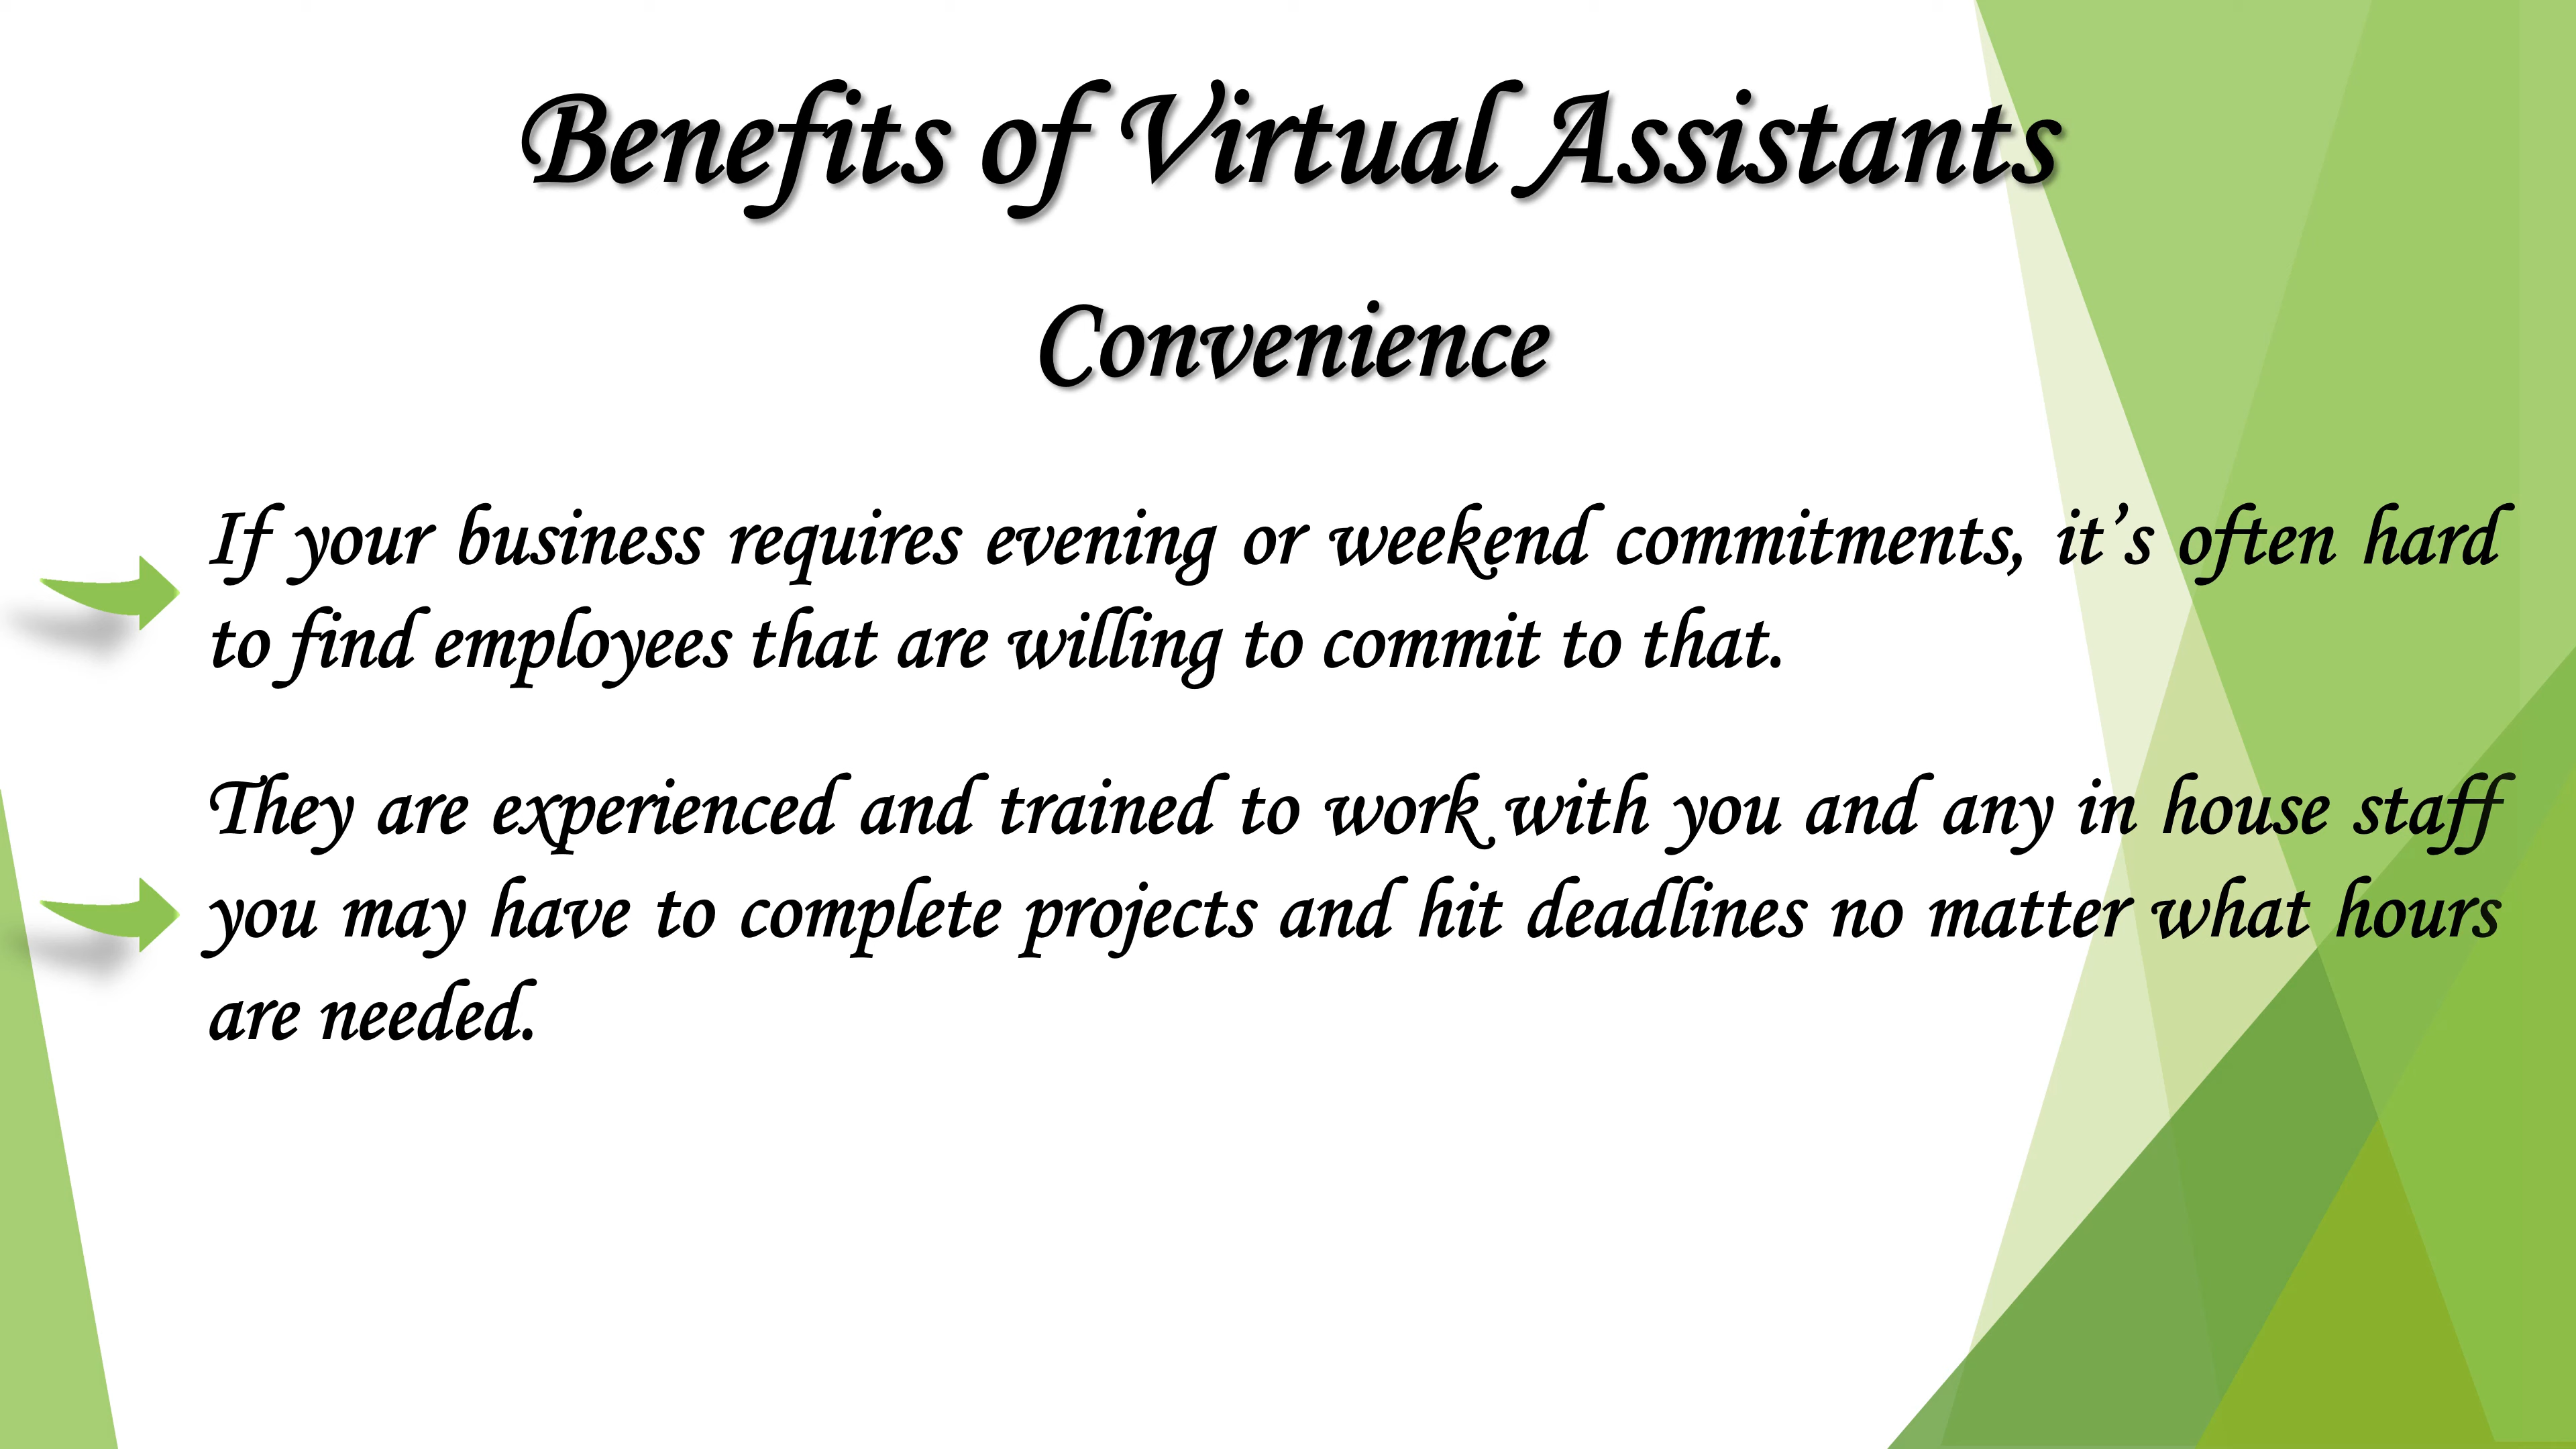 Benefits of Virtual Assistants
Convenience
If your business requires evening or weekend commitments, it’s often hard
to find employees that are willing to commit to that.
They are experienced and trained to work with you and any in house staff
you may have to complete projects and hit deadlines no matter what hours
are needed.